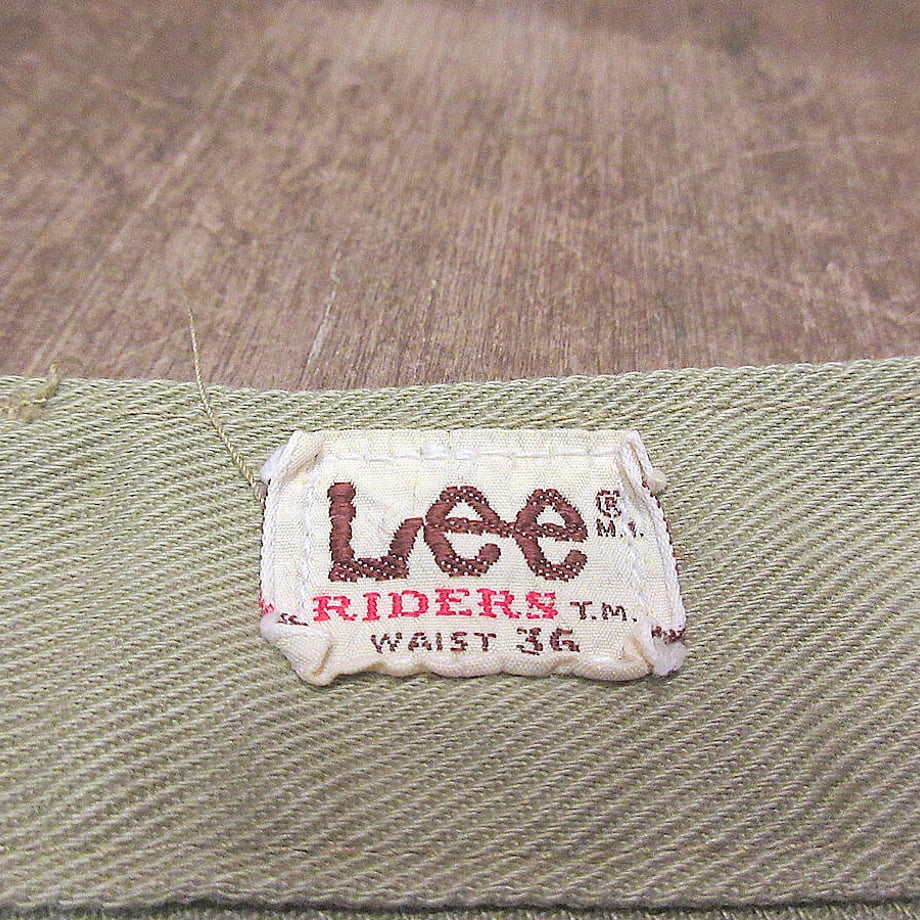 Lee ®
M.R.
RIDERS T.M.
WAIST 36